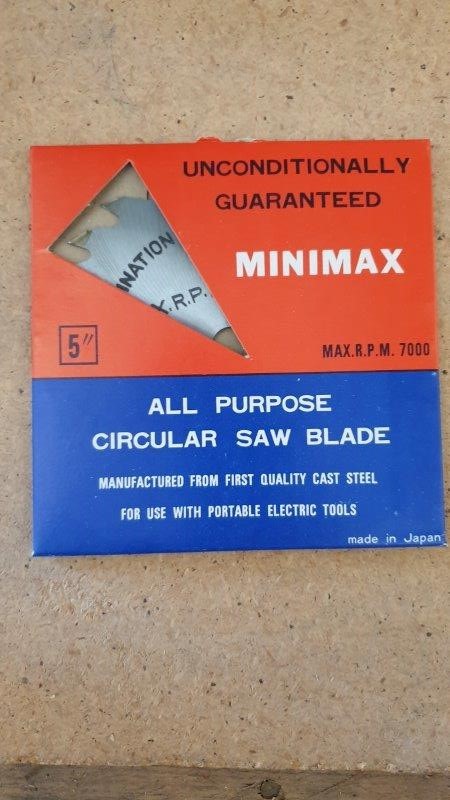 UNCONDITIONALLY
GUARANTEED
MINIMAX
INATION
X.R.P.
5"
MAX.R.P.M. 7000
ALL PURPOSE
CIRCULAR SAW BLADE
MANUFACTURED FROM FIRST QUALITY CAST STEEL
FOR USE WITH PORTABLE ELECTRIC TOOLS
made in Japan